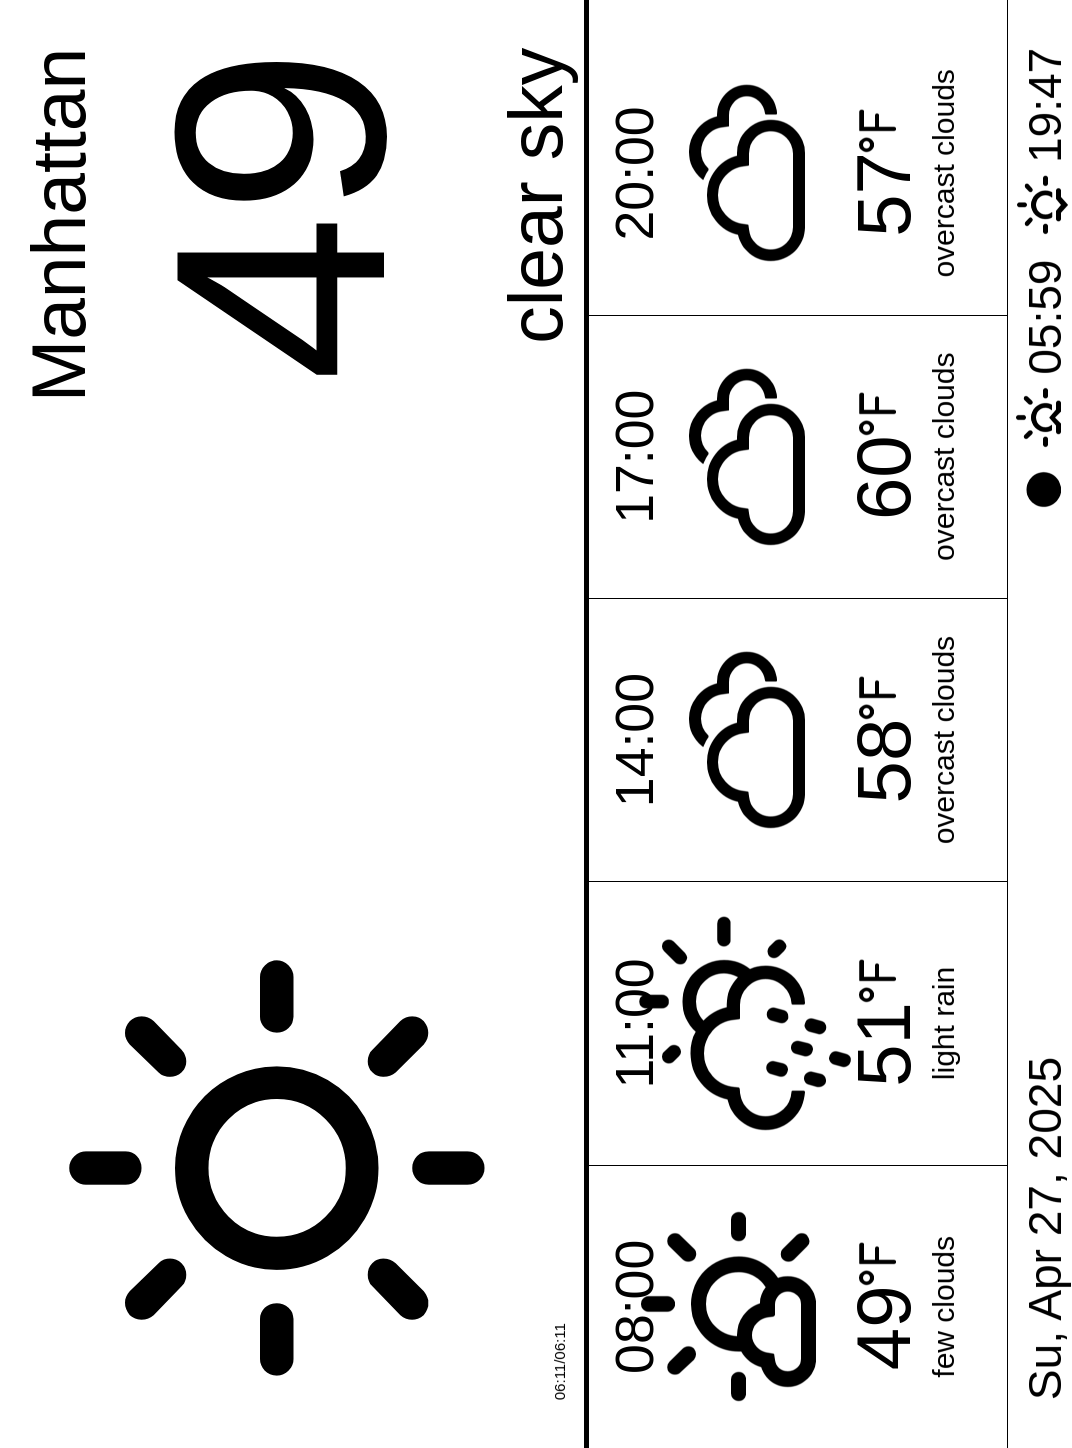 Manhattan
49
clear sky
06:11/06:11
08:00 11:00 14:00 17:00 20:00
49°F 51°F 58°F 60°F 57°F
few clouds light rain overcast clouds overcast clouds overcast clouds
Su, Apr 27, 2025 05:59 19:47